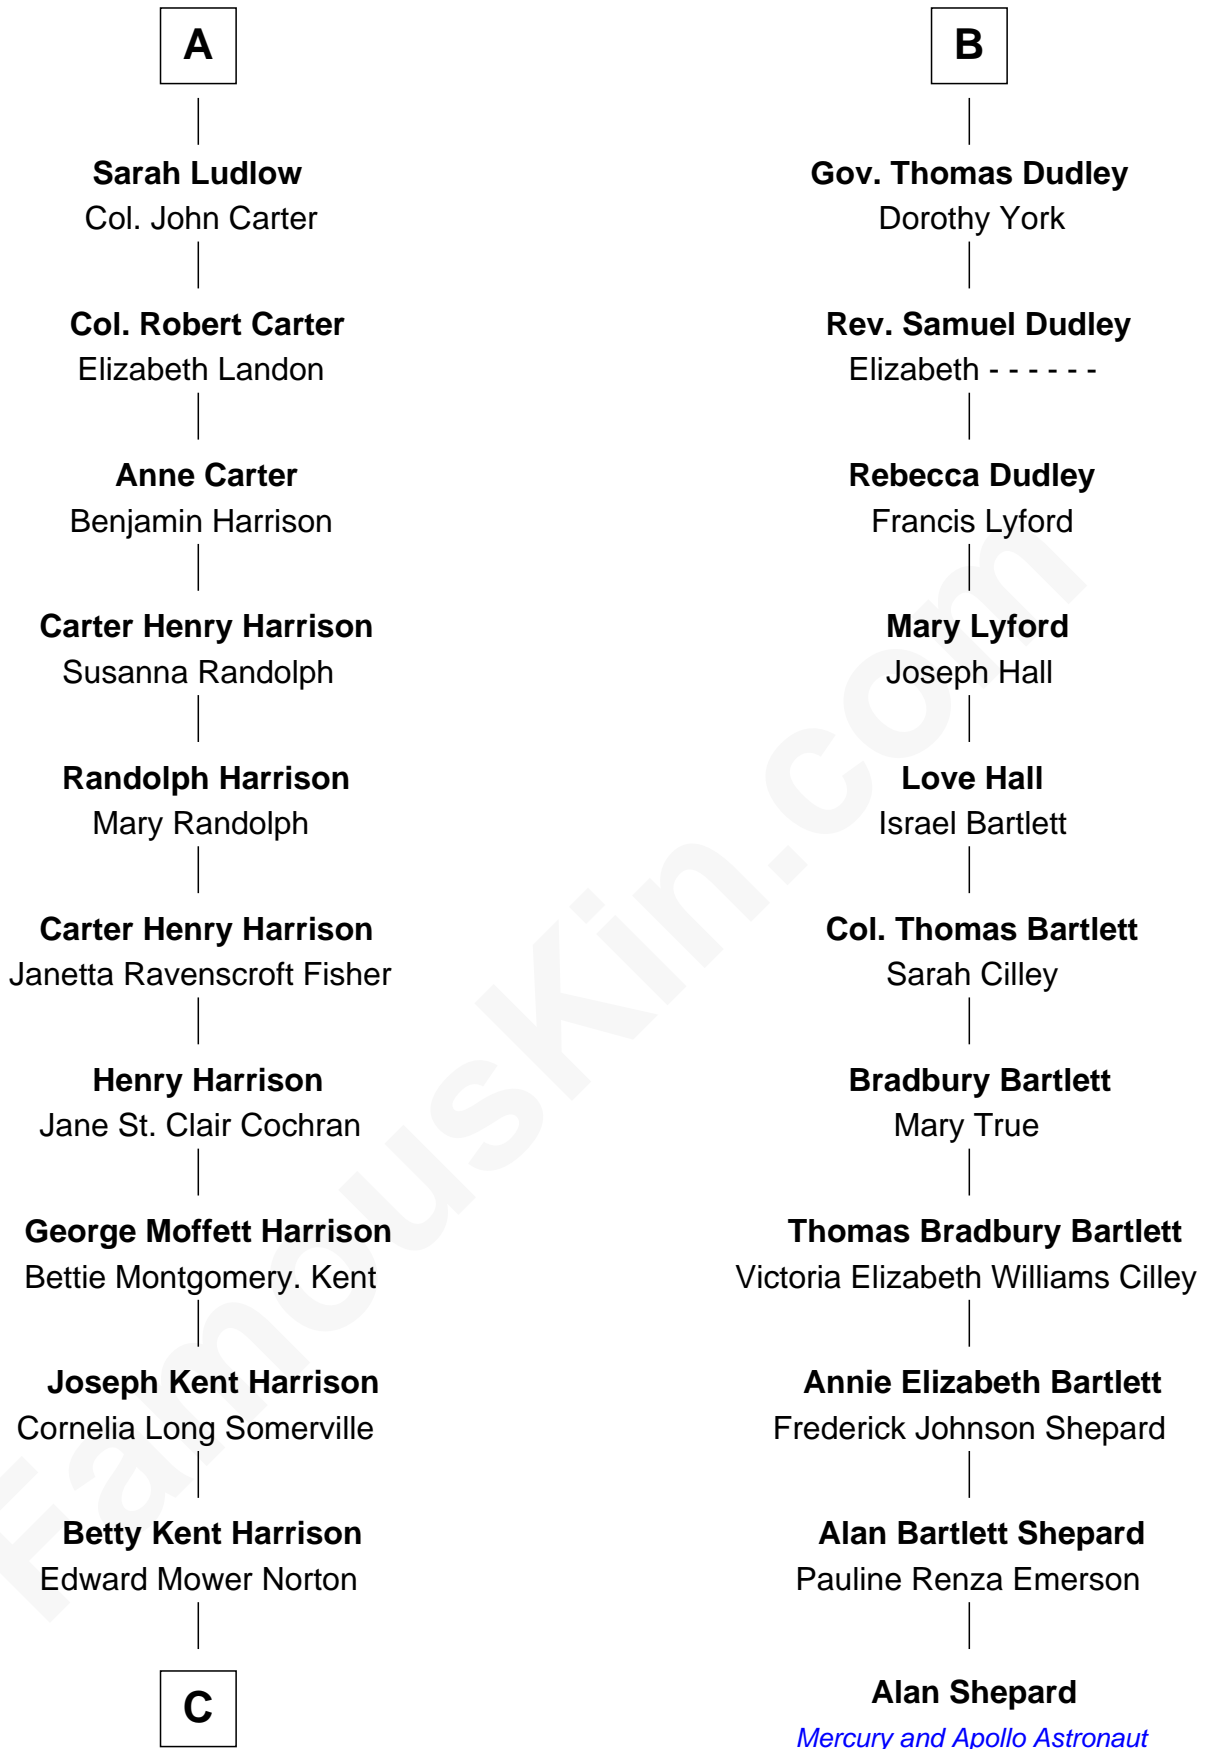 A
Sarah Ludlow
Col. John Carter
Col. Robert Carter
Elizabeth Landon
Anne Carter
Benjamin Harrison
Carter Henry Harrison
Susanna Randolph
Randolph Harrison
Mary Randolph
Carter Henry Harrison
Janetta Ravenscroft Fisher
Henry Harrison
Jane St. Clair Cochran
George Moffett Harrison
Bettie Montgomery. Kent
Joseph Kent Harrison
Cornelia Long Somerville
Betty Kent Harrison
Edward Mower Norton
C
B
Gov. Thomas Dudley
Dorothy York
Rev. Samuel Dudley
Elizabeth - - - - - -
Rebecca Dudley
Francis Lyford
Mary Lyford
Joseph Hall
Love Hall
Israel Bartlett
Col. Thomas Bartlett
Sarah Cilley
Bradbury Bartlett
Mary True
Thomas Bradbury Bartlett
Victoria Elizabeth Williams Cilley
Annie Elizabeth Bartlett
Frederick Johnson Shepard
Alan Bartlett Shepard
Pauline Renza Emerson
Alan Shepard
Mercury and Apollo Astronaut
FamousKin.com